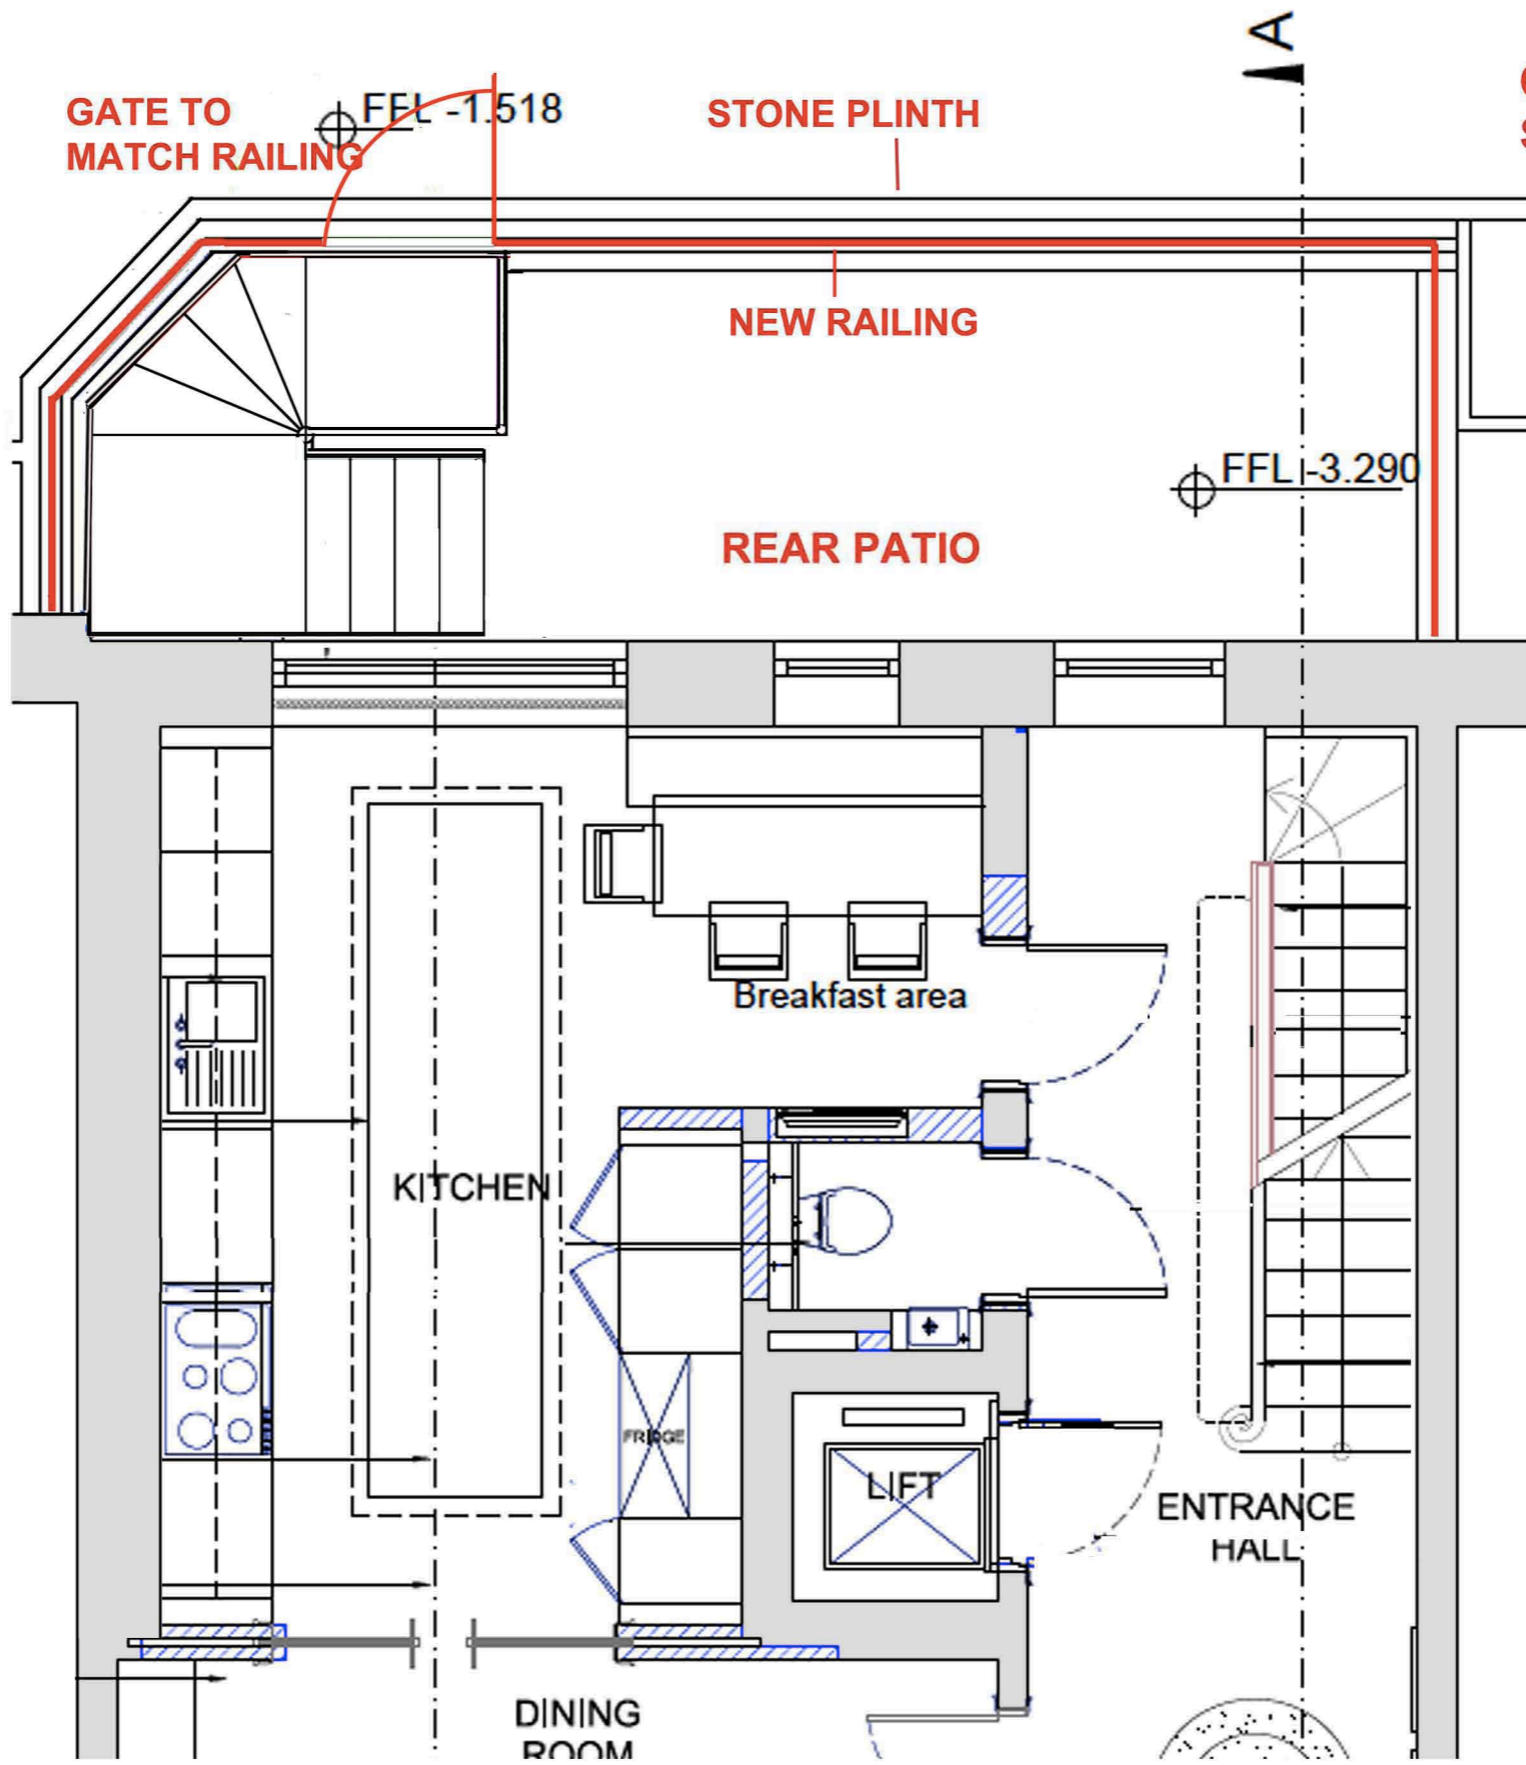 A
GATE TO
MATCH RAILING
FFL -1.518
STONE PLINTH
NEW RAILING
FFL -3.290
REAR PATIO
Breakfast area
KITCHEN
FRIDGE
LIFT
ENTRANCE
HALL
DINING
ROOM